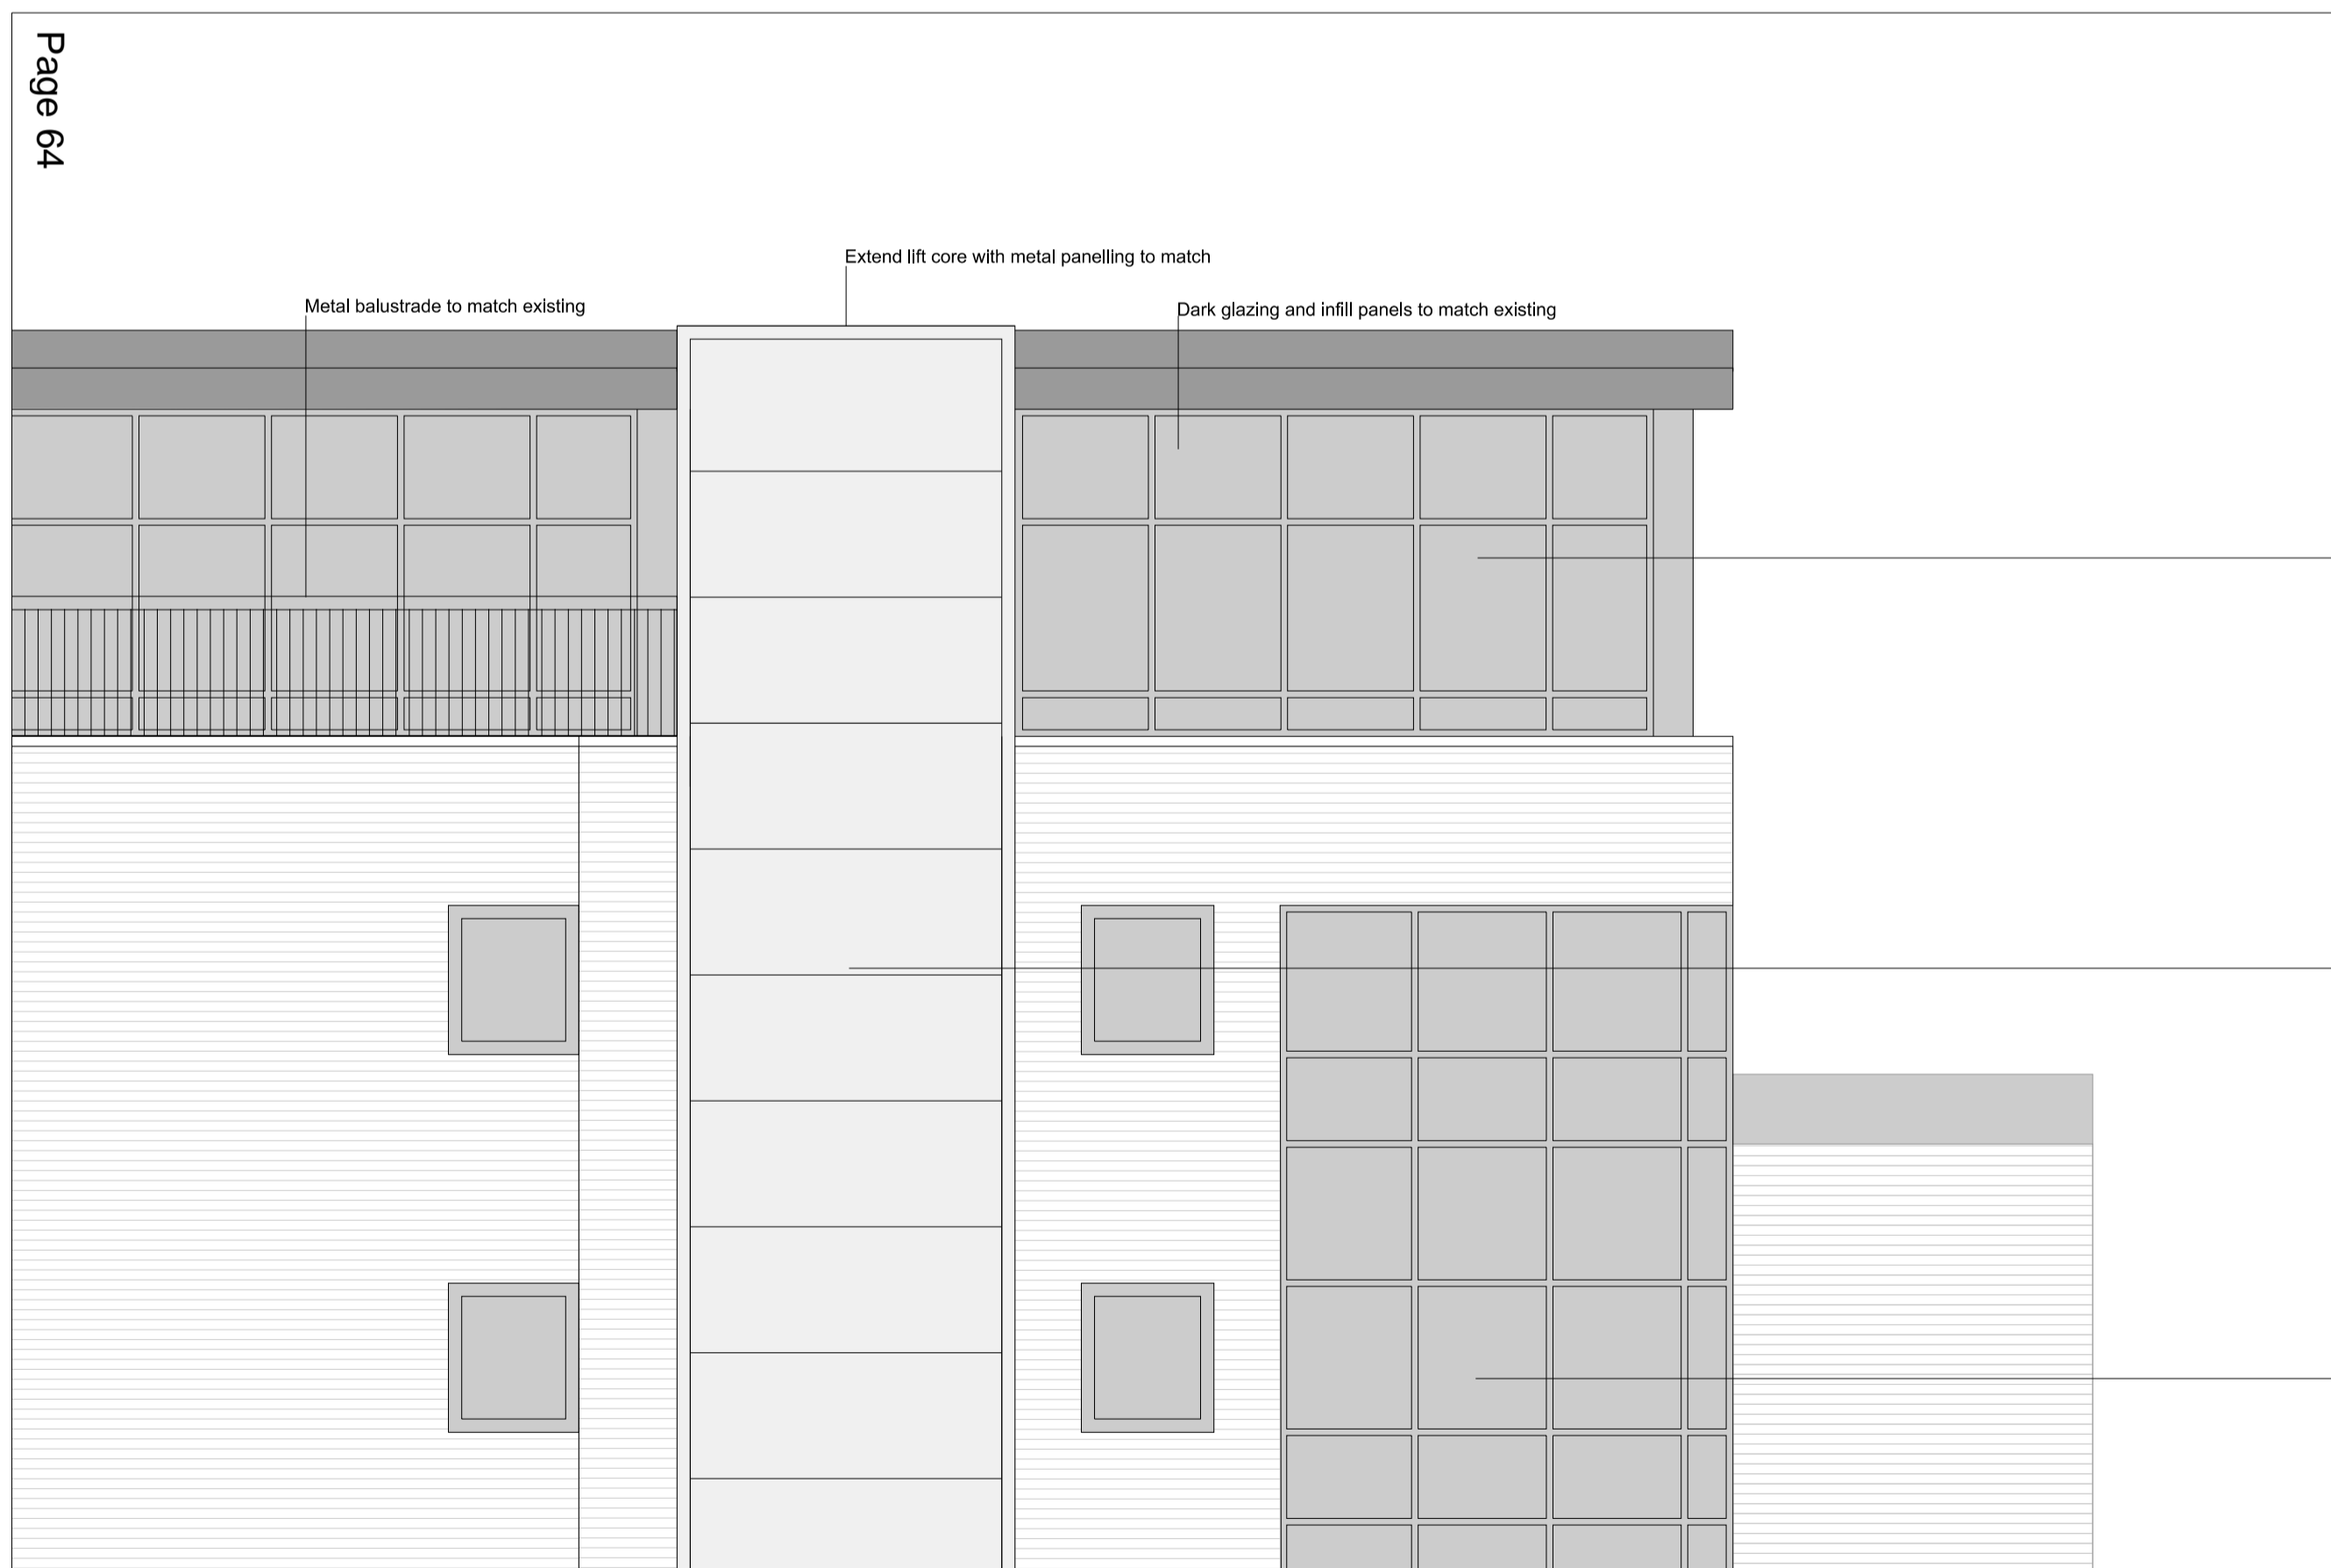 Page 64
Extend lift core with metal panelling to match
Metal balustrade to match existing
Dark glazing and infill panels to match existing